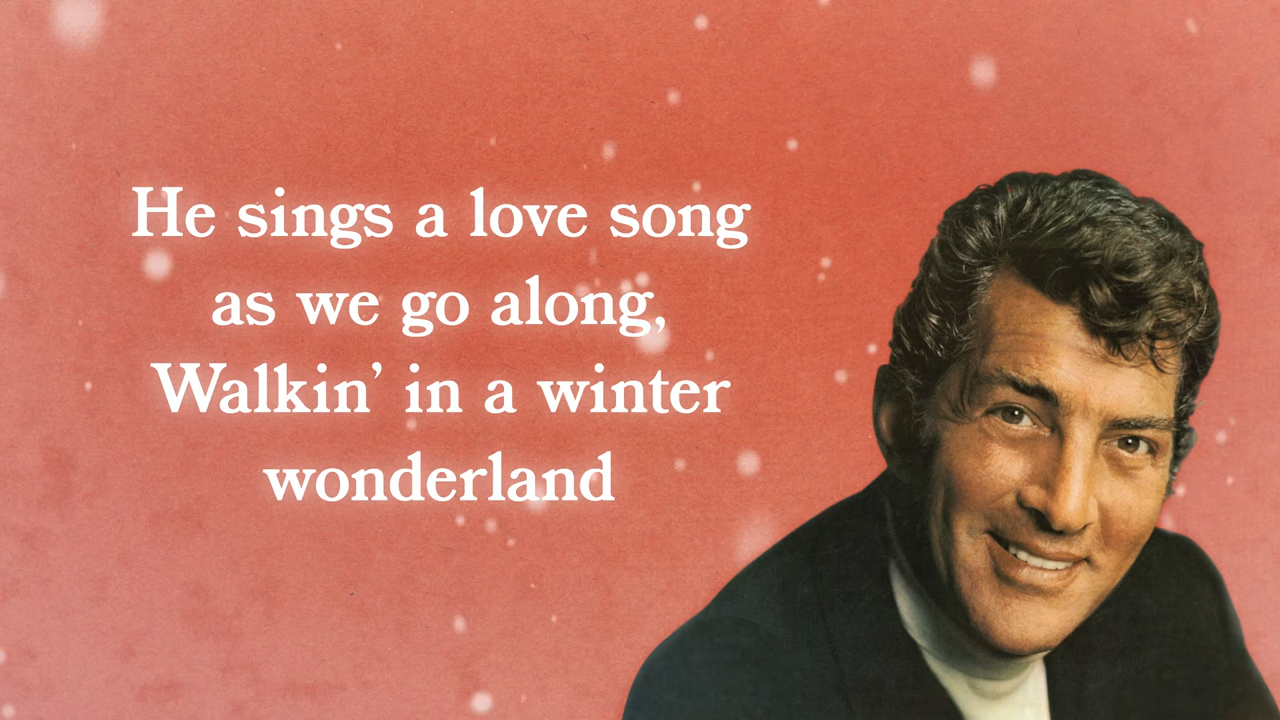 He sings a love song
as we go along,
Walkin’ in a winter
wonderland